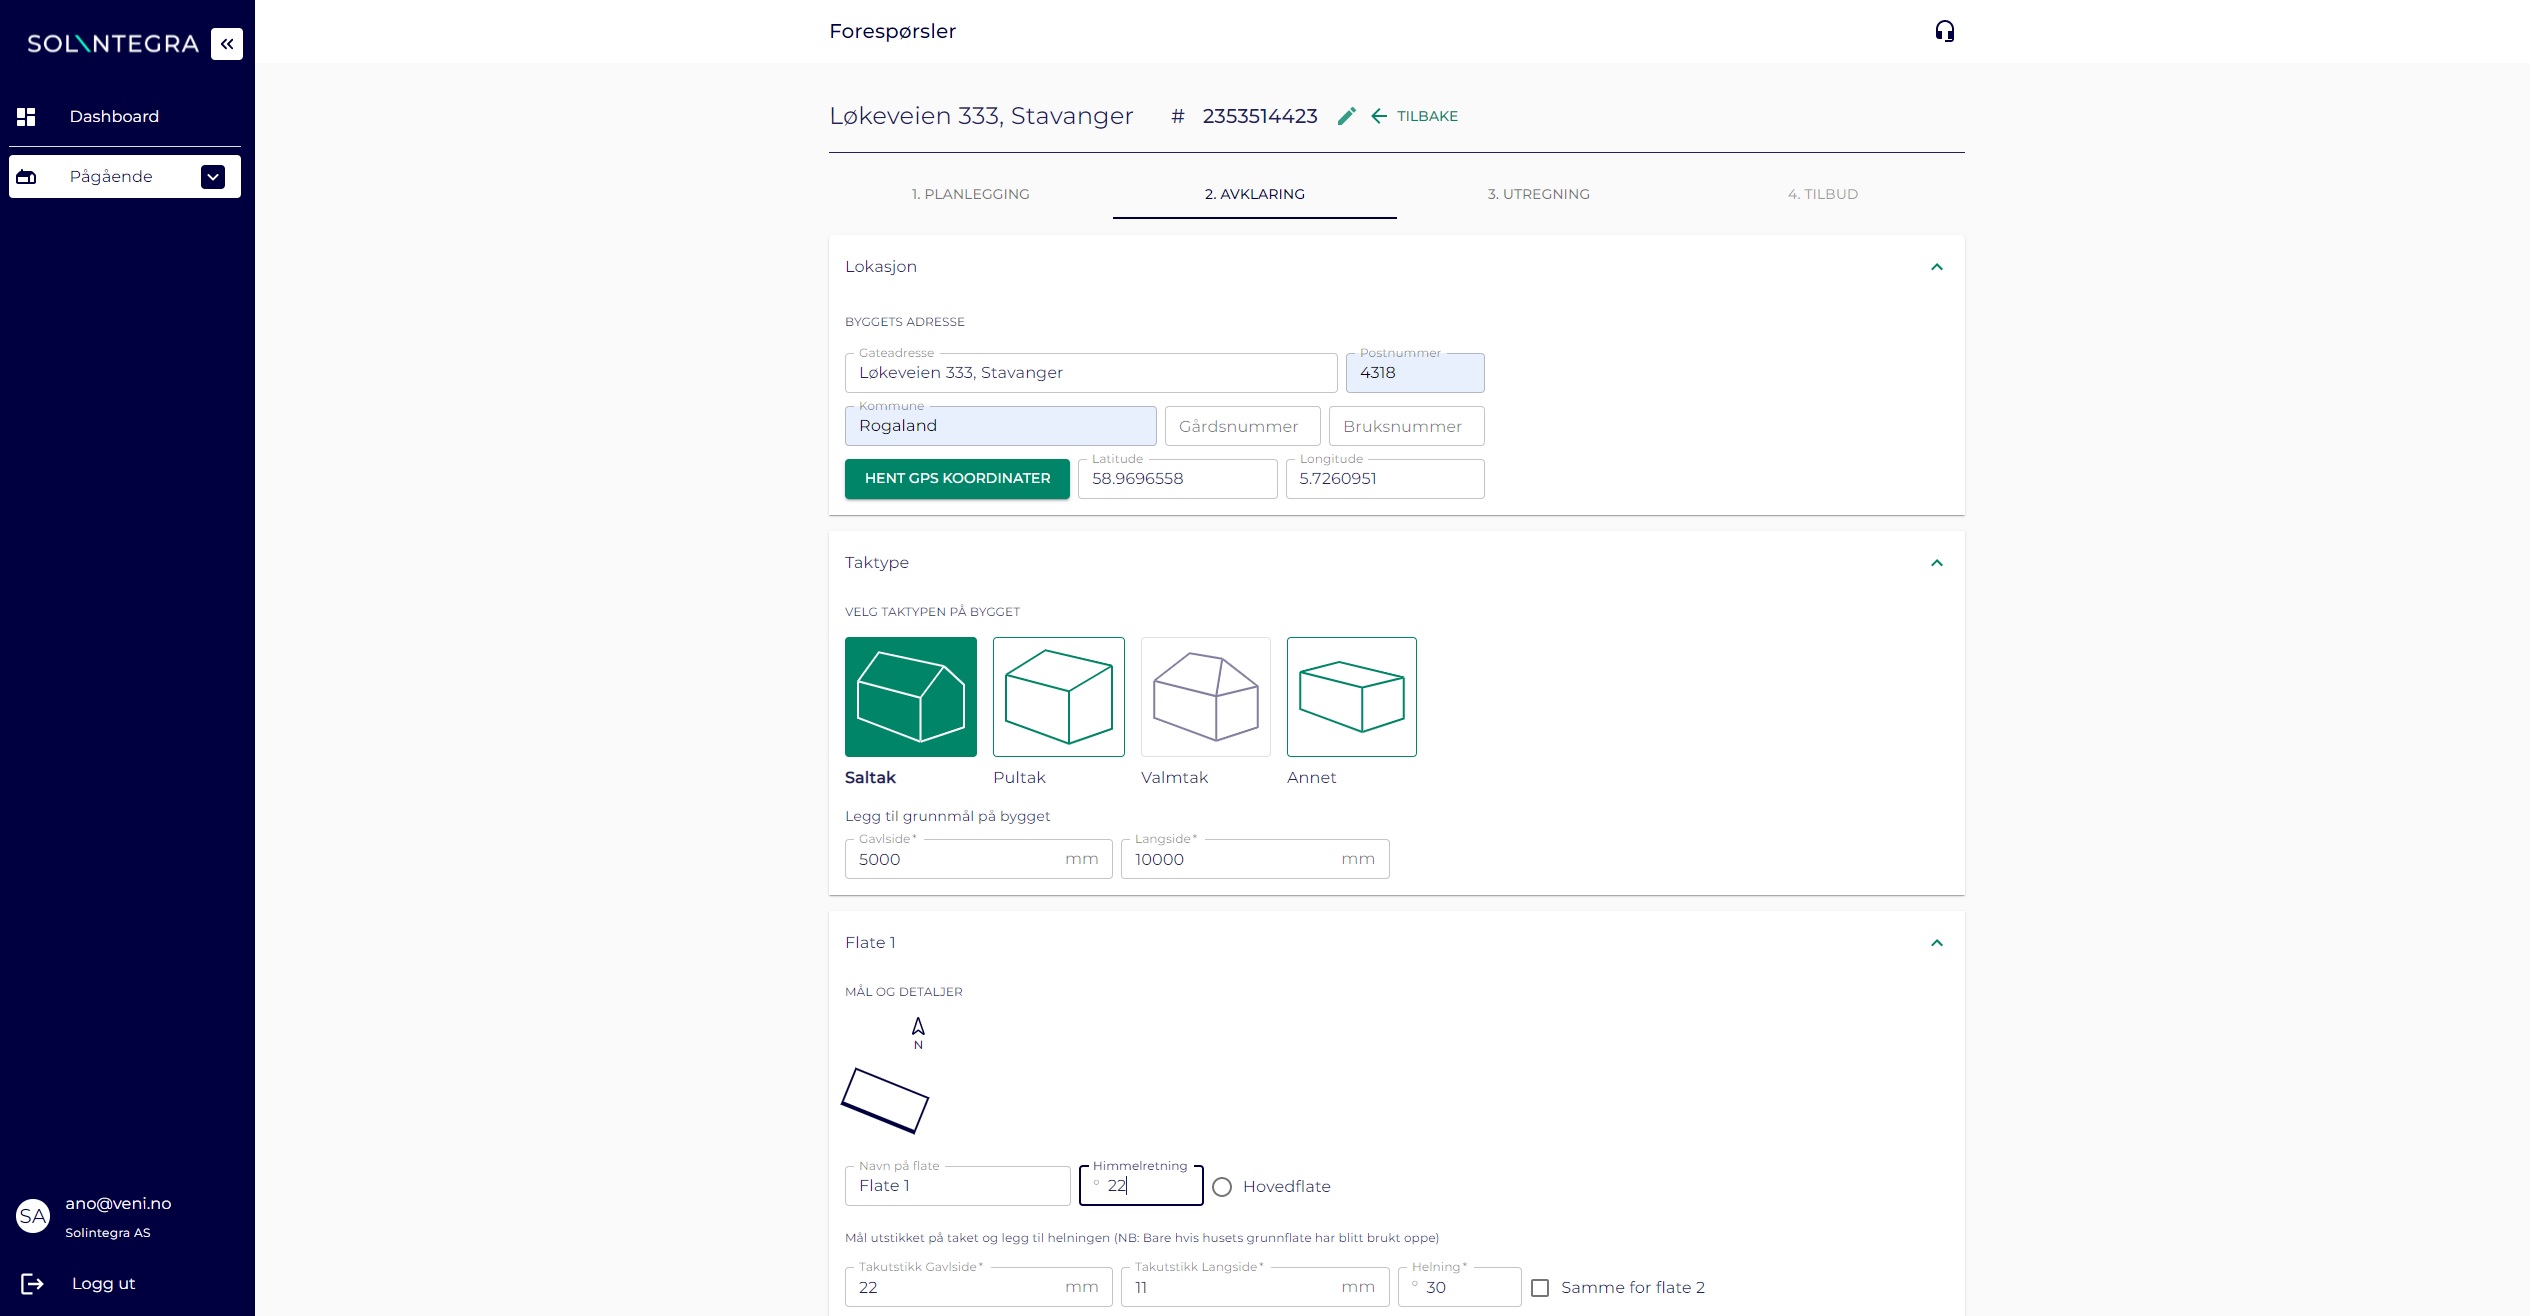 SOLINTEGRA
Forespørsler
Dashboard
Løkeveien 333, Stavanger # 2353514423 TILBAKE
Pågående
1. PLANLEGGING 2. AVKLARING 3. UTREGNING 4. TILBUD
Lokasjon
BYGGETS ADRESSE
Gateadresse Postnummer
Løkeveien 333, Stavanger 4318
Kommune
Rogaland Gårdsnummer Bruksnummer
Latitude Longitude
HENT GPS KOORDINATER 58.9696558 5.7260951
Taktype
VELG TAKTYPEN PÅ BYGGET
Saltak Pultak Valmtak Annet
Legg til grunnmål på bygget
Gavlside* Langside*
5000 mm 10000 mm
Flate 1
MÅL OG DETALJER
N
Navn på flate Himmelretning
Flate 1 ° 22 Hovedflate
Mål utstikket på taket og legg til helningen (NB: Bare hvis husets grunnflate har blitt brukt oppe)
Takutstikk Gavlside* Takutstikk Langside* Helning*
22 mm 11 mm ° 30 Samme for flate 2
SA
ano@veni.no
Solintegra AS
Logg ut